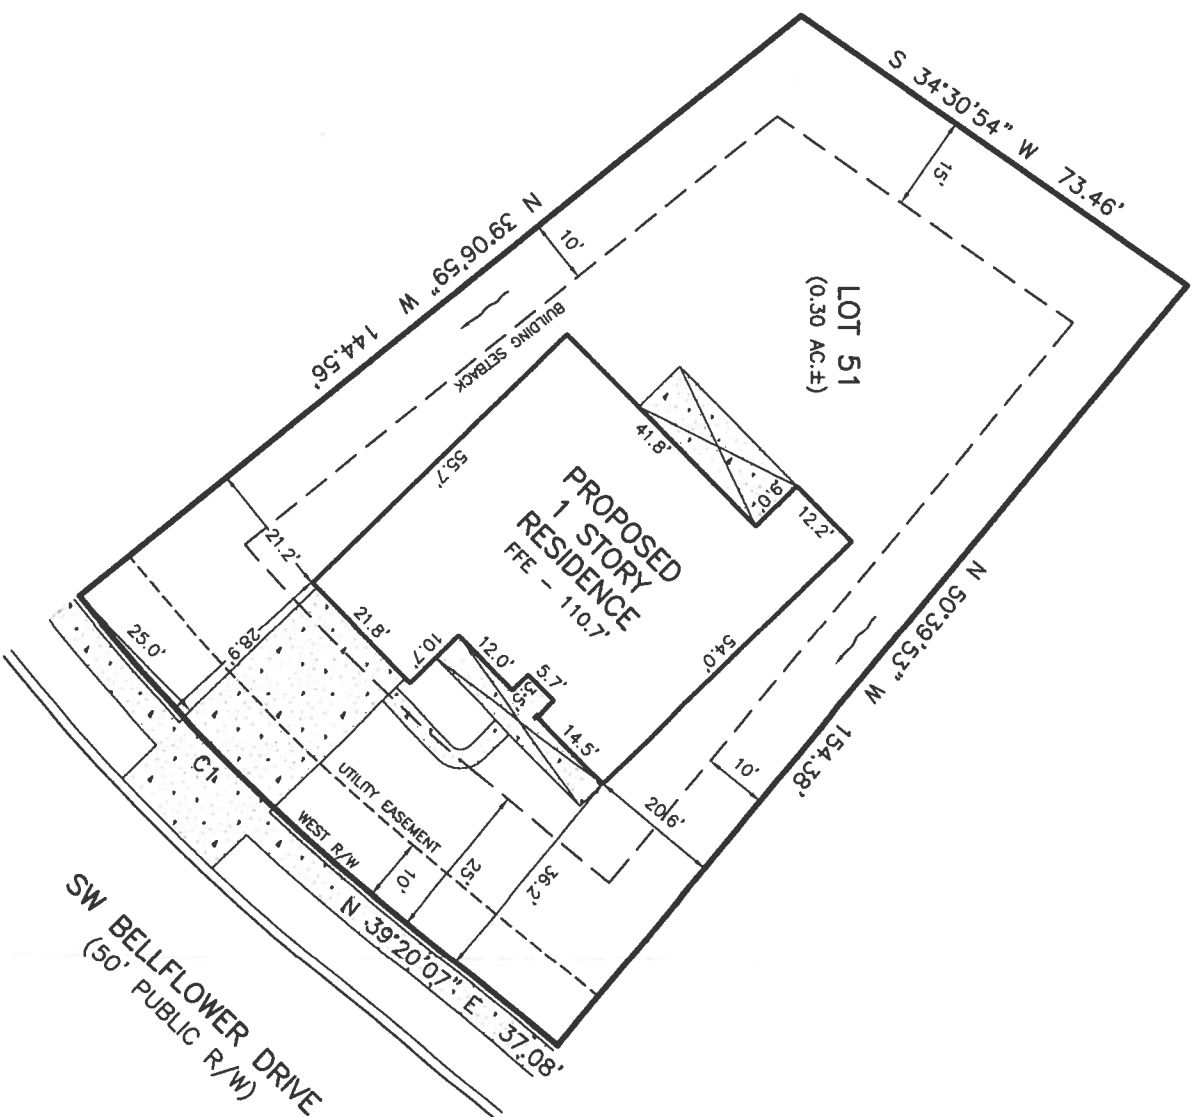 S 34°30'54" W 73.46'
15'
N 39°06'59" W 144.56'
10'
BUILDING SETBACK
LOT 51
(0.30 AC.±)
41.8'
9.0'
12.2'
55.7'
PROPOSED
1 STORY
RESIDENCE
FFE - 110.7'
54.0'
N 50°39'53" W 154.38'
10'
21.2'
21.8'
10.7'
12.0'
5.7'
3.5'
14.5'
20.6'
25.0'
28.9'
C1
UTILITY EASEMENT
WEST R/W
10'
25'
36.2'
N 39°20'07" E 37.08'
SW BELLFLOWER DRIVE
(50' PUBLIC R/W)